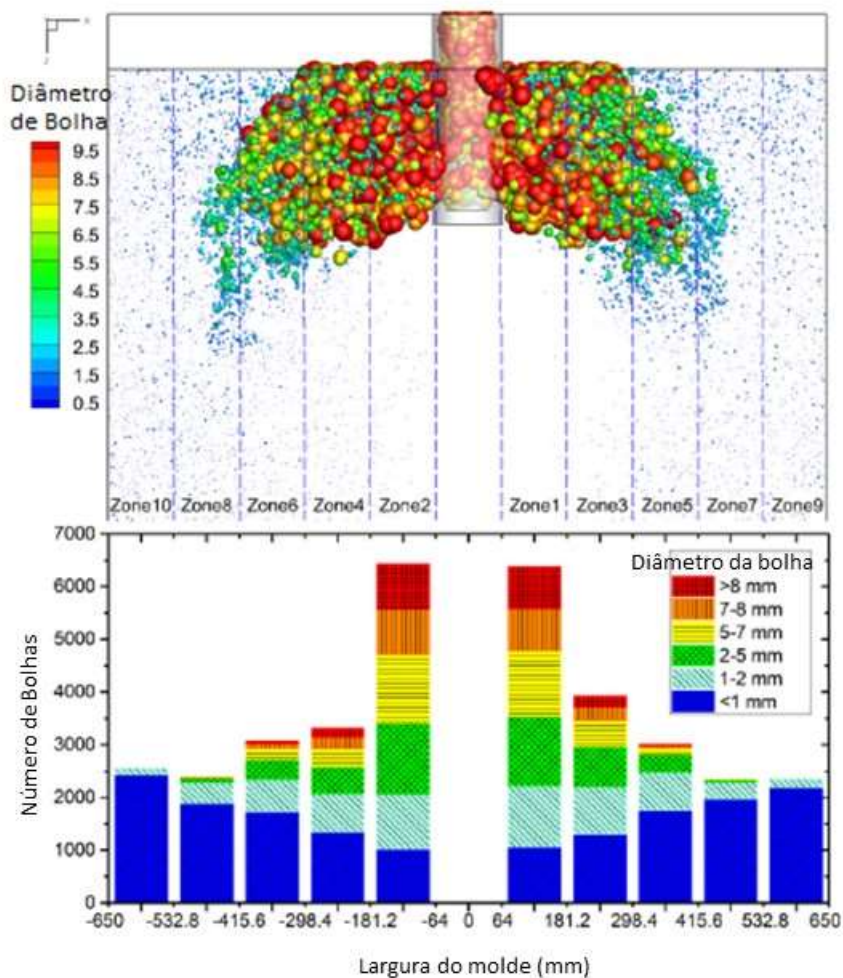 Diâmetro
de Bolha
9.5
8.5
7.5
6.5
5.5
4.5
3.5
2.5
1.5
0.5
Zone10 Zone8 Zone6 Zone4 Zone2 Zone1 Zone3 Zone5 Zone7 Zone9
7000
6000
5000
4000
3000
2000
1000
0
Número de Bolhas
Diâmetro da bolha
>8 mm
7-8 mm
5-7 mm
2-5 mm
1-2 mm
<1 mm
-650 -532.8 -415.6 -298.4 -181.2 -64 0 64 181.2 298.4 415.6 532.8 650
Largura do molde (mm)